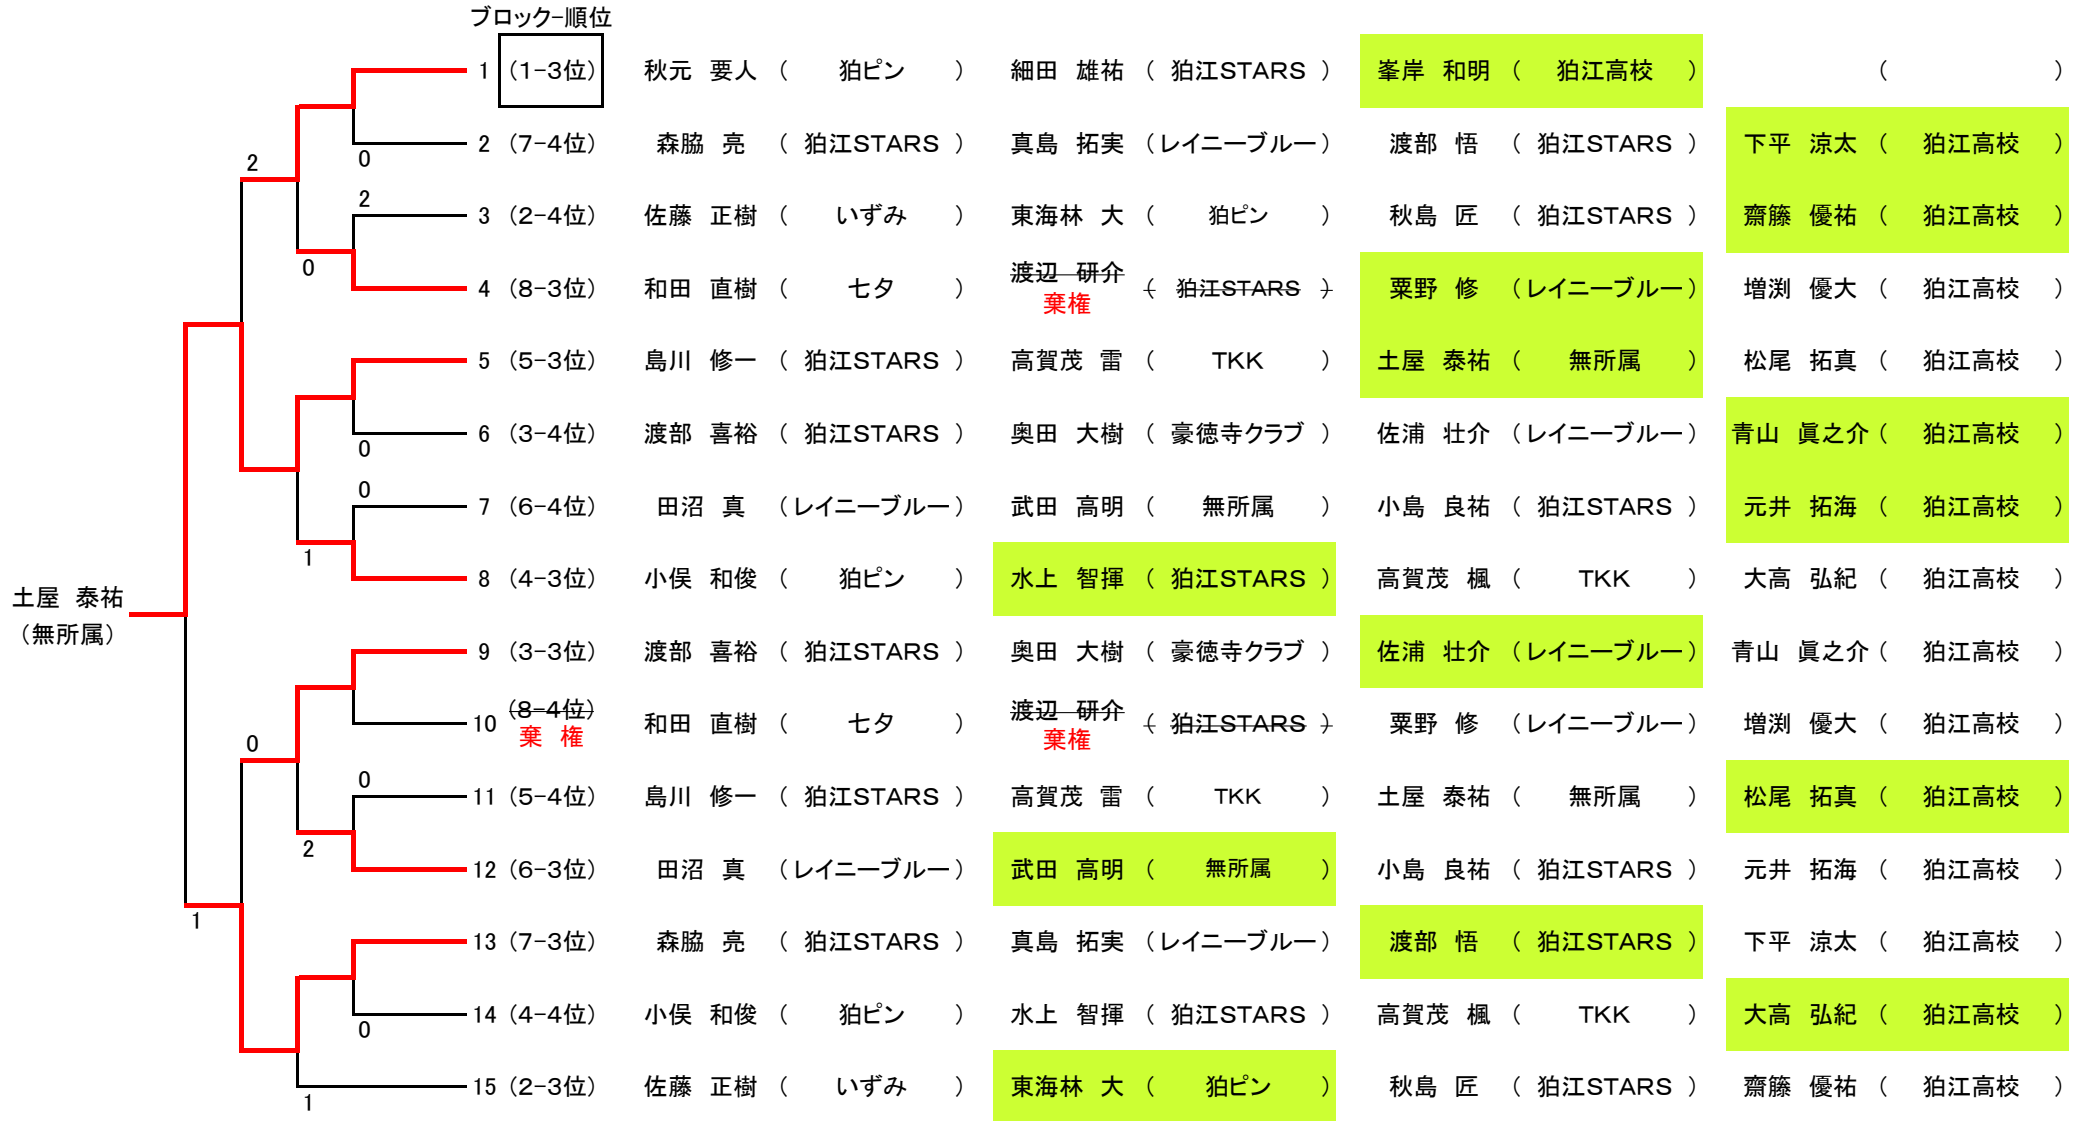 ブロック−順位
1 (1−3位) 秋元 要人 ( 狛ピン ) 細田 雄祐 ( 狛江STARS ) 峯岸 和明 ( 狛江高校 ) ( )
2 (7−4位) 森脇 亮 ( 狛江STARS ) 真島 拓実 (レイニーブルー) 渡部 悟 ( 狛江STARS ) 下平 涼太 ( 狛江高校 )
2
0
2
3 (2−4位) 佐藤 正樹 ( いずみ ) 東海林 大 ( 狛ピン ) 秋島 匠 ( 狛江STARS ) 齋藤 優祐 ( 狛江高校 )
0
4 (8−3位) 和田 直樹 ( 七夕 ) 渡辺 研介 ( 狛江STARS ) 粟野 修 (レイニーブルー) 増渕 優大 ( 狛江高校 )
棄権
5 (5−3位) 島川 修一 ( 狛江STARS ) 高賀茂 雷 ( TKK ) 土屋 泰祐 ( 無所属 ) 松尾 拓真 ( 狛江高校 )
6 (3−4位) 渡部 喜裕 ( 狛江STARS ) 奥田 大樹 ( 豪徳寺クラブ ) 佐浦 壮介 (レイニーブルー) 青山 眞之介 ( 狛江高校 )
0
0
7 (6−4位) 田沼 真 (レイニーブルー) 武田 高明 ( 無所属 ) 小島 良祐 ( 狛江STARS ) 元井 拓海 ( 狛江高校 )
1
8 (4−3位) 小俣 和俊 ( 狛ピン ) 水上 智揮 ( 狛江STARS ) 高賀茂 楓 ( TKK ) 大高 弘紀 ( 狛江高校 )
土屋 泰祐
(無所属)
9 (3−3位) 渡部 喜裕 ( 狛江STARS ) 奥田 大樹 ( 豪徳寺クラブ ) 佐浦 壮介 (レイニーブルー) 青山 眞之介 ( 狛江高校 )
10 (8−4位) 和田 直樹 ( 七夕 ) 渡辺 研介 ( 狛江STARS ) 粟野 修 (レイニーブルー) 増渕 優大 ( 狛江高校 )
棄 権 棄権
0
0
11 (5−4位) 島川 修一 ( 狛江STARS ) 高賀茂 雷 ( TKK ) 土屋 泰祐 ( 無所属 ) 松尾 拓真 ( 狛江高校 )
2
12 (6−3位) 田沼 真 (レイニーブルー) 武田 高明 ( 無所属 ) 小島 良祐 ( 狛江STARS ) 元井 拓海 ( 狛江高校 )
1
13 (7−3位) 森脇 亮 ( 狛江STARS ) 真島 拓実 (レイニーブルー) 渡部 悟 ( 狛江STARS ) 下平 涼太 ( 狛江高校 )
14 (4−4位) 小俣 和俊 ( 狛ピン ) 水上 智揮 ( 狛江STARS ) 高賀茂 楓 ( TKK ) 大高 弘紀 ( 狛江高校 )
0
15 (2−3位) 佐藤 正樹 ( いずみ ) 東海林 大 ( 狛ピン ) 秋島 匠 ( 狛江STARS ) 齋藤 優祐 ( 狛江高校 )
1